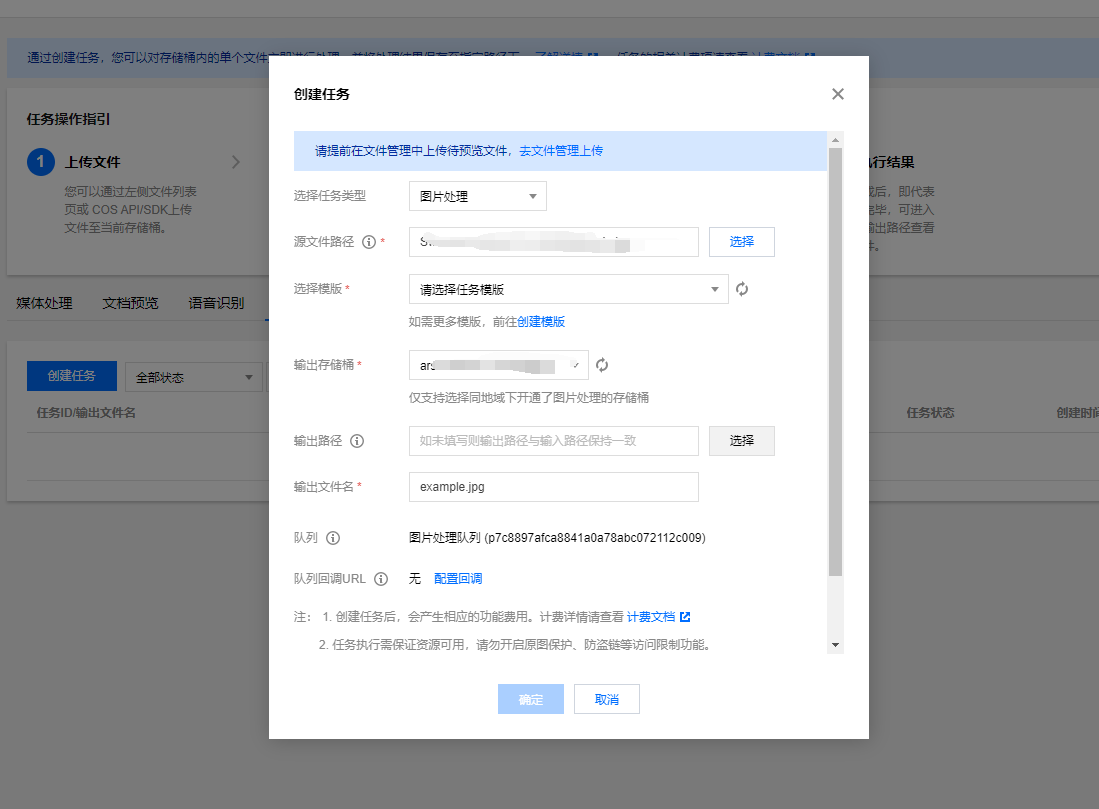 通过创建任务，您可以对存储桶内的单个文件
任务操作指引
1 上传文件
您可以通过左侧文件列表
页或 COS API/SDK上传
文件至当前存储桶。
执行结果
成后，即代表
完毕，可进入
输出路径查看
件。
媒体处理 文档预览 语音识别
创建任务 全部状态
任务ID/输出文件名 任务状态 创建时间
创建任务
请提前在文件管理中上传待预览文件，去文件管理上传
选择任务类型 图片处理
源文件路径 * 选择
选择模版 * 请选择任务模版
如需更多模版，前往创建模版
输出存储桶 * ars
仅支持选择同地域下开通了图片处理的存储桶
输出路径 如未填写则输出路径与输入路径保持一致 选择
输出文件名 * example.jpg
队列 图片处理队列 (p7c8897afca8841a0a78abc072112c009)
队列回调URL 无 配置回调
注： 1. 创建任务后，会产生相应的功能费用。计费详情请查看 计费文档
2. 任务执行需保证资源可用，请勿开启原图保护、防盗链等访问限制功能。
确定 取消